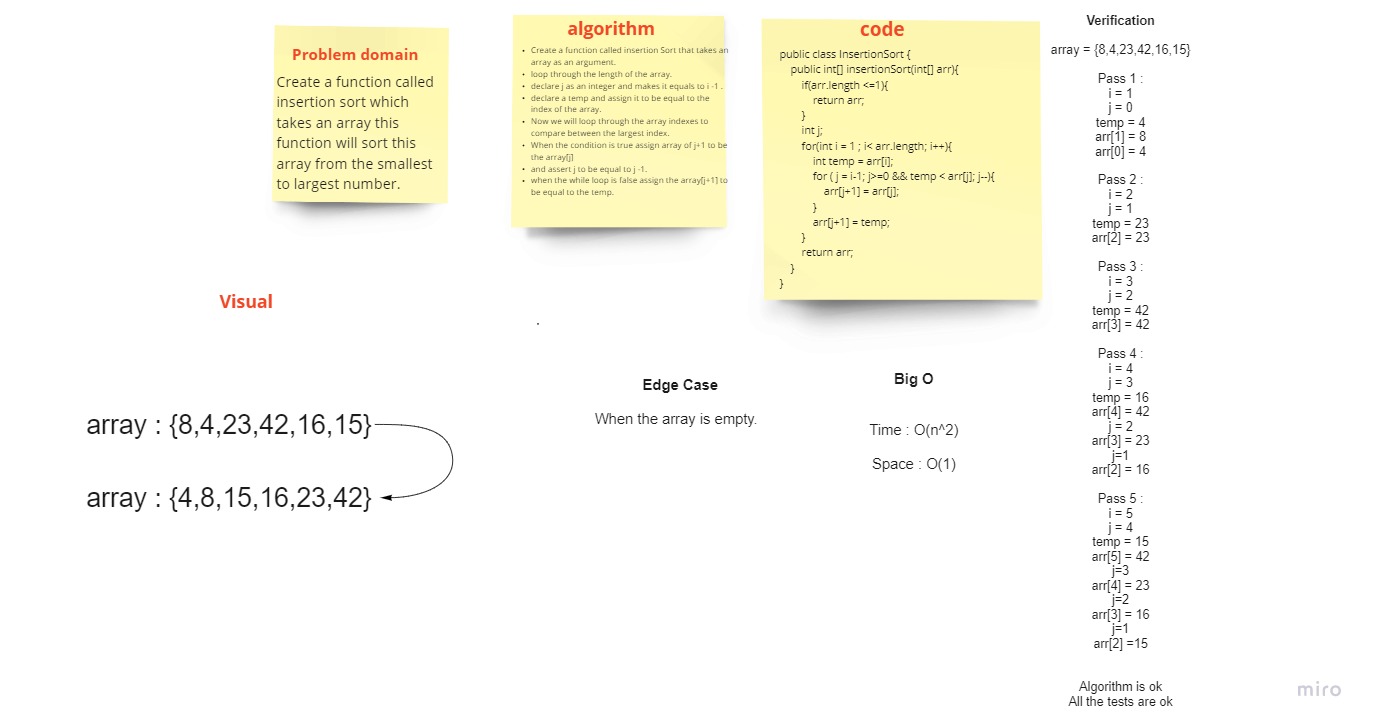 Problem domain
Create a function called
insertion sort which
takes an array this
function will sort this
array from the smallest
to largest number.
algorithm
• Create a function called insertion Sort that takes an
array as an argument.
• loop through the length of the array.
• declare j as an integer and makes it equals to i -1 .
• declare a temp and assign it to be equal to the
index of the array.
• Now we will loop through the array indexes to
compare between the largest index.
• When the condition is true assign array of j+1 to be
the array[j]
• and assert j to be equal to j -1.
• when the while loop is false assign the array[j+1] to
be equal to the temp.
code
public class InsertionSort {
public int[] insertionSort(int[] arr){
if(arr.length <=1){
return arr;
}
int j;
for(int i = 1 ; i< arr.length; i++){
int temp = arr[i];
for ( j = i-1; j>=0 && temp < arr[j]; j--){
arr[j+1] = arr[j];
}
arr[j+1] = temp;
}
return arr;
}
}
Verification
array = {8,4,23,42,16,15}
Pass 1 :
i = 1
j = 0
temp = 4
arr[1] = 8
arr[0] = 4
Pass 2 :
i = 2
j = 1
temp = 23
arr[2] = 23
Pass 3 :
i = 3
j = 2
temp = 42
arr[3] = 42
Pass 4 :
i = 4
j = 3
temp = 16
arr[4] = 42
j = 2
arr[3] = 23
j=1
arr[2] = 16
Pass 5 :
i = 5
j = 4
temp = 15
arr[5] = 42
j=3
arr[4] = 23
j=2
arr[3] = 16
j=1
arr[2] =15
Algorithm is ok
All the tests are ok
Visual
array : {8,4,23,42,16,15}
array : {4,8,15,16,23,42}
.
Edge Case
When the array is empty.
Big O
Time : O(n^2)
Space : O(1)
miro